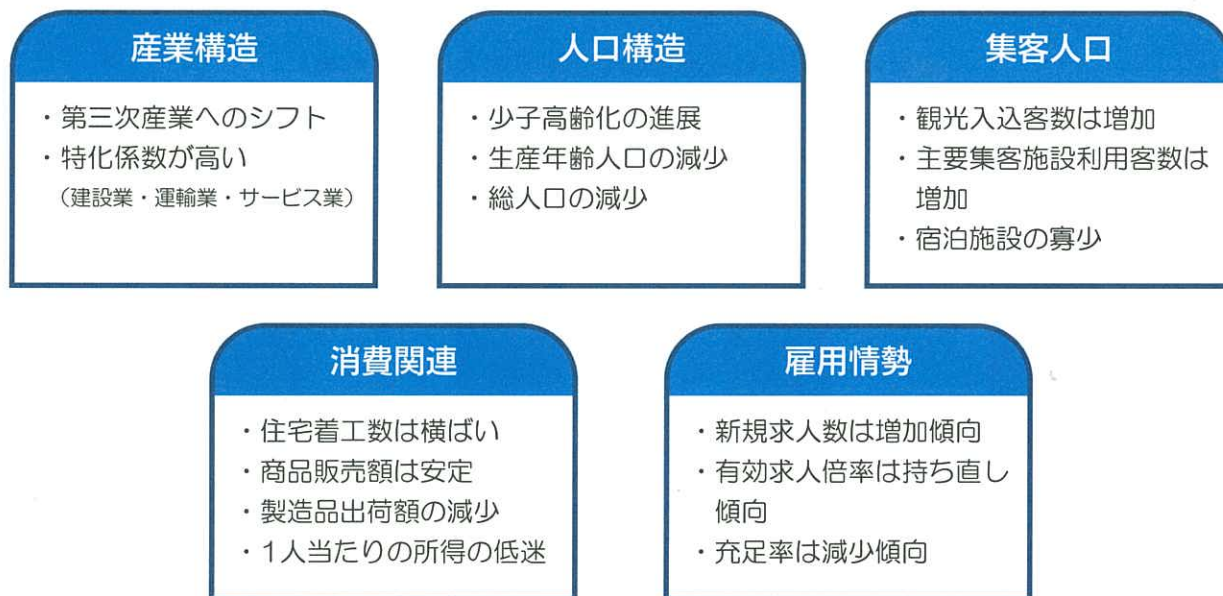 産業構造
・第三次産業へのシフト
・特化係数が高い
（建設業・運輸業・サービス業）
人口構造
・少子高齢化の進展
・生産年齢人口の減少
・総人口の減少
集客人口
・観光入込客数は増加
・主要集客施設利用客数は
増加
・宿泊施設の寡少
消費関連
・住宅着工数は横ばい
・商品販売額は安定
・製造品出荷額の減少
・1人当たりの所得の低迷
雇用情勢
・新規求人数は増加傾向
・有効求人倍率は持ち直し
傾向
・充足率は減少傾向